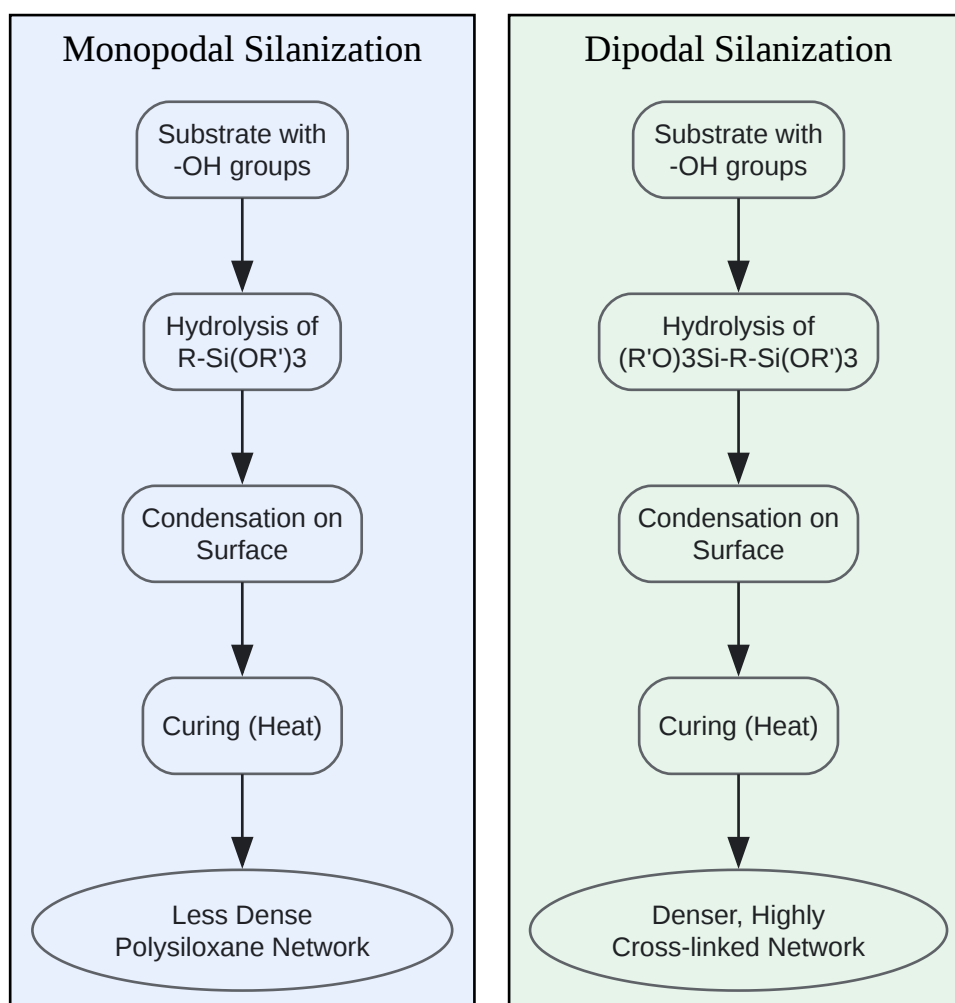 Monopodal Silanization
Substrate with
-OH groups
Hydrolysis of
R-Si(OR')3
Condensation on
Surface
Curing (Heat)
Less Dense
Polysiloxane Network
Dipodal Silanization
Substrate with
-OH groups
Hydrolysis of
(R'O)3Si-R-Si(OR')3
Condensation on
Surface
Curing (Heat)
Denser, Highly
Cross-linked Network